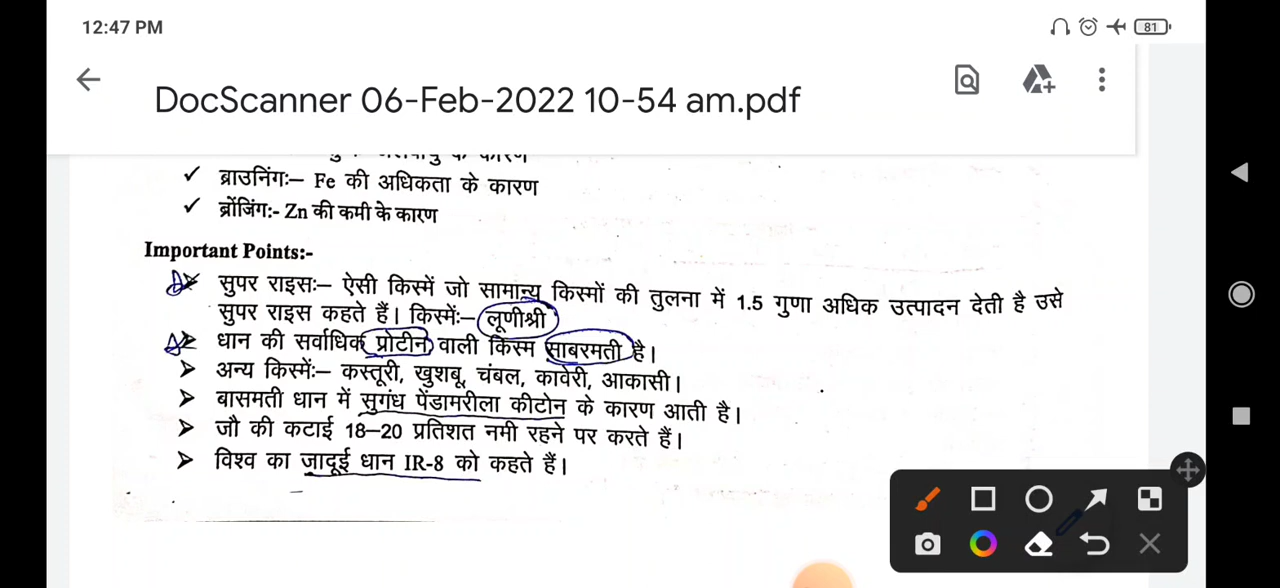 12:47 PM
81
DocScanner 06-Feb-2022 10-54 am.pdf
के कारण
✓ ब्राउनिंगः– Fe की अधिकता के कारण
✓ ब्रोंजिंग:- Zn की कमी के कारण
Important Points:-
सुपर राइसः– ऐसी किस्में जो सामान्य किस्मों की तुलना में 1.5 गुणा अधिक उत्पादन देती है उसे
सुपर राइस कहते हैं। किस्मेंः– लूणीश्री
➢ धान की सर्वाधिक प्रोटीन वाली किस्म साबरमती है।
➢ अन्य किस्मेंः– कस्तूरी, खुशबू, चंबल, कावेरी, आकासी।
➢ बासमती धान में सुगंध पेंडामरीला कीटोन के कारण आती है।
➢ जौ की कटाई 18–20 प्रतिशत नमी रहने पर करते हैं।
➢ विश्व का जादूई धान IR-8 को कहते हैं।